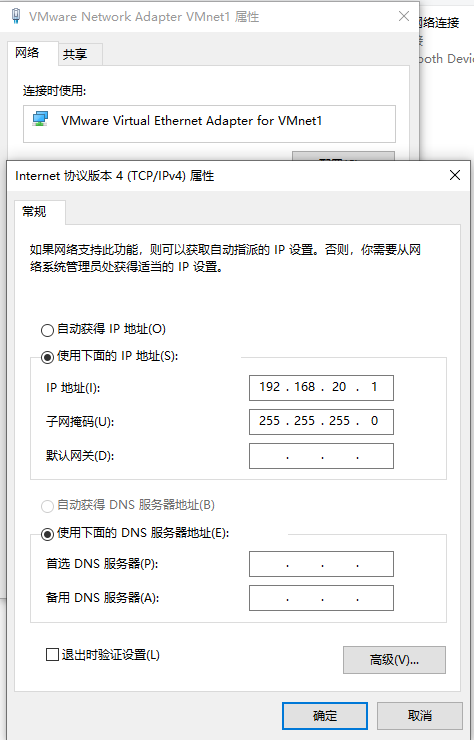 VMware Network Adapter VMnet1 属性
网络连接
网络
共享
连接时使用:
VMware Virtual Ethernet Adapter for VMnet1
Internet 协议版本 4 (TCP/IPv4) 属性
常规
如果网络支持此功能，则可以获取自动指派的 IP 设置。否则，你需要从网
络系统管理员处获得适当的 IP 设置。
自动获得 IP 地址(O)
使用下面的 IP 地址(S):
IP 地址(I):
192 . 168 . 20 . 1
子网掩码(U):
255 . 255 . 255 . 0
默认网关(D):
. . .
自动获得 DNS 服务器地址(B)
使用下面的 DNS 服务器地址(E):
首选 DNS 服务器(P):
. . .
备用 DNS 服务器(A):
. . .
退出时验证设置(L)
高级(V)...
确定
取消